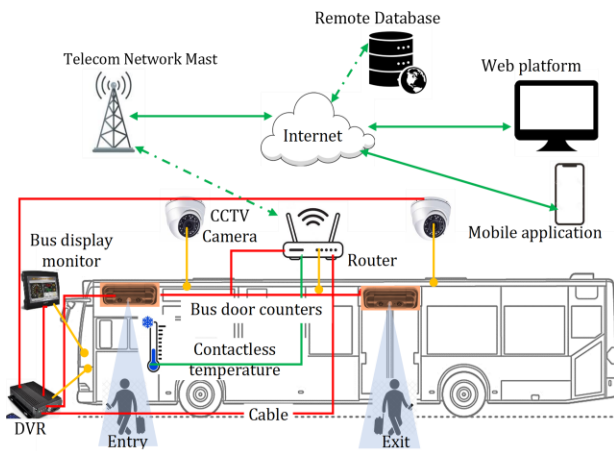 Remote Database
Telecom Network Mast
Web platform
Internet
CCTV
Camera
Mobile application
Bus display
monitor
Router
Bus door counters
Contactless
temperature
Cable
DVR
Entry
Exit